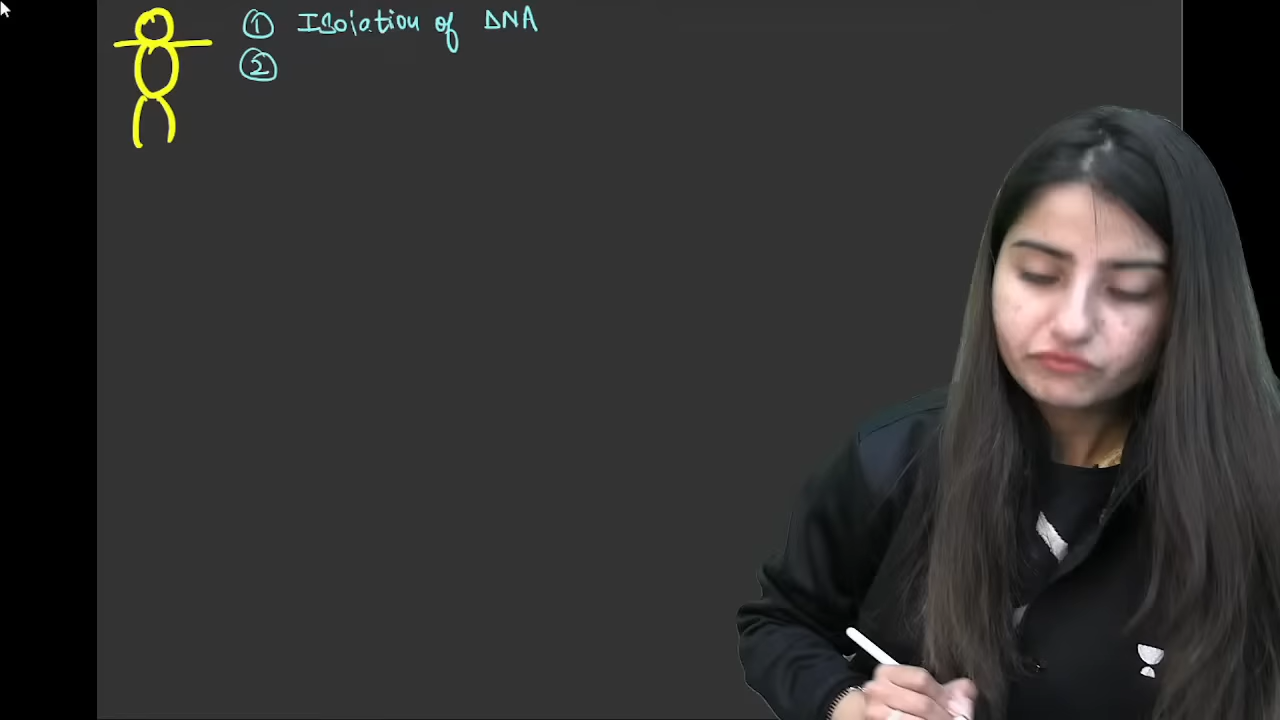 ① Isolation of DNA
②